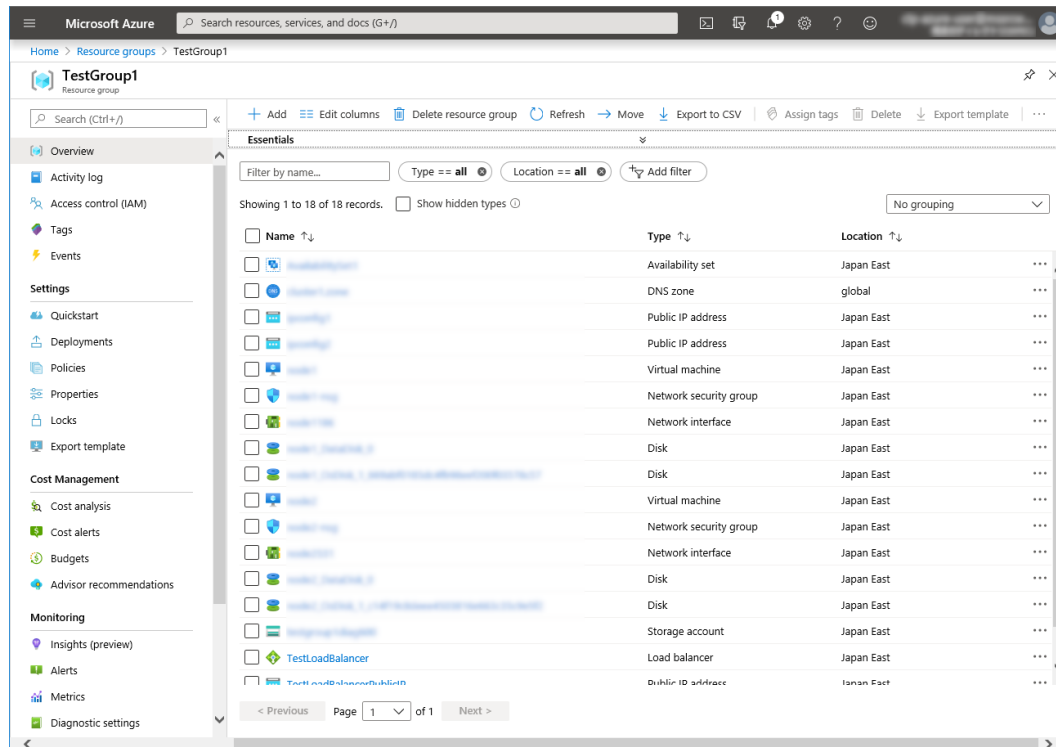 Microsoft Azure
Search resources, services, and docs (G+/)
1
Home > Resource groups > TestGroup1
TestGroup1
Resource group
Search (Ctrl+/)
«
Overview
Activity log
Access control (IAM)
Tags
Events
Settings
Quickstart
Deployments
Policies
Properties
Locks
Export template
Cost Management
Cost analysis
Cost alerts
Budgets
Advisor recommendations
Monitoring
Insights (preview)
Alerts
Metrics
Diagnostic settings
Add Edit columns Delete resource group Refresh Move Export to CSV Assign tags Delete Export template ...
Essentials
Filter by name... Type == all Location == all Add filter
Showing 1 to 18 of 18 records. Show hidden types No grouping
Name ↑↓ Type ↑↓ Location ↑↓
Availability set Japan East ...
DNS zone global ...
Public IP address Japan East ...
Public IP address Japan East ...
Virtual machine Japan East ...
Network security group Japan East ...
Network interface Japan East ...
Disk Japan East ...
Disk Japan East ...
Virtual machine Japan East ...
Network security group Japan East ...
Network interface Japan East ...
Disk Japan East ...
Disk Japan East ...
Storage account Japan East ...
TestLoadBalancer Load balancer Japan East ...
TestLoadBalancerPublicIP Public IP address Japan East ...
< Previous Page 1 of 1 Next >